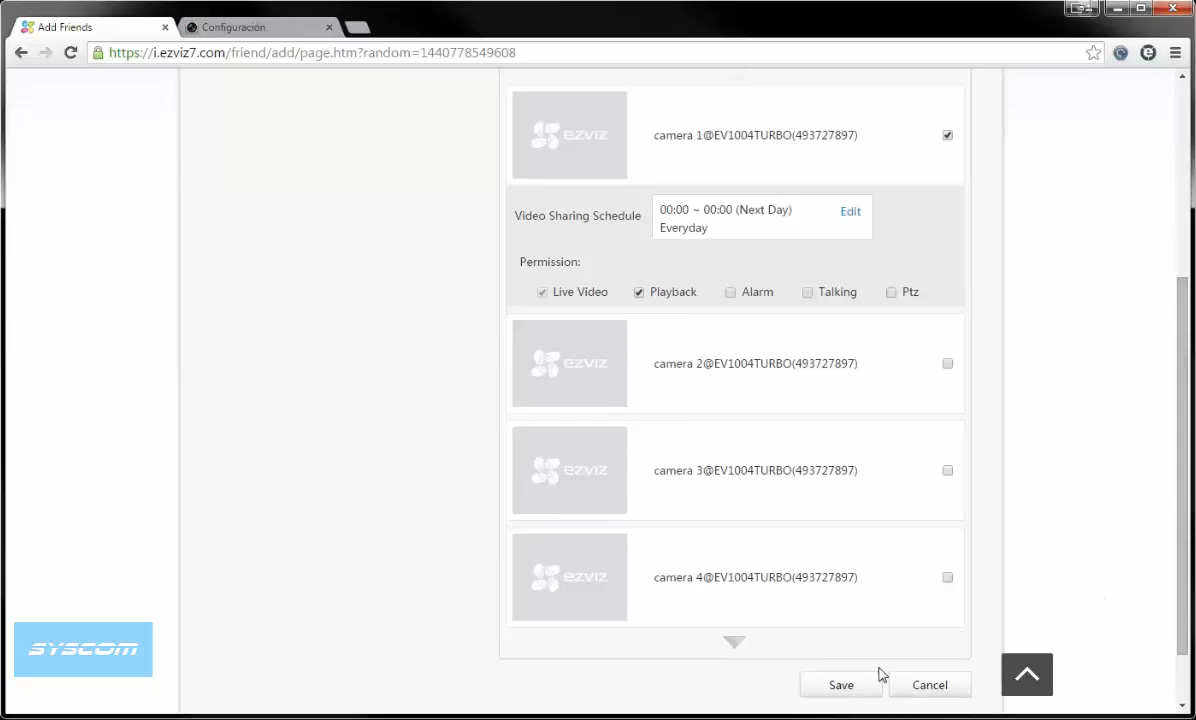 Add Friends
Configuración
https://i.ezviz7.com/friend/add/page.htm?random=1440778549608
EZVIZ
camera 1@EV1004TURBO(493727897)
Video Sharing Schedule
00:00 ~ 00:00 (Next Day)
Edit
Everyday
Permission:
Live Video
Playback
Alarm
Talking
Ptz
EZVIZ
camera 2@EV1004TURBO(493727897)
EZVIZ
camera 3@EV1004TURBO(493727897)
EZVIZ
camera 4@EV1004TURBO(493727897)
SYSCOM
Save
Cancel